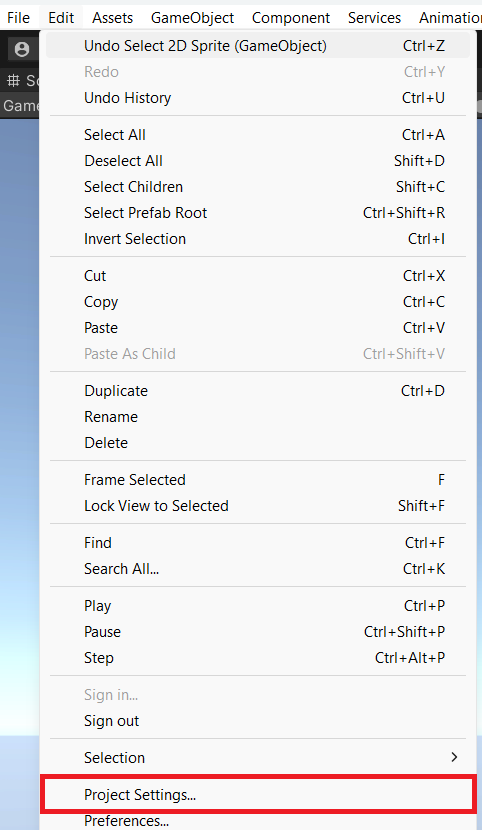 File Edit Assets GameObject Component Services Animatio
Undo Select 2D Sprite (GameObject) Ctrl+Z
Redo Ctrl+Y
Undo History Ctrl+U
Select All Ctrl+A
Deselect All Shift+D
Select Children Shift+C
Select Prefab Root Ctrl+Shift+R
Invert Selection Ctrl+I
Cut Ctrl+X
Copy Ctrl+C
Paste Ctrl+V
Paste As Child Ctrl+Shift+V
Duplicate Ctrl+D
Rename
Delete
Frame Selected F
Lock View to Selected Shift+F
Find Ctrl+F
Search All... Ctrl+K
Play Ctrl+P
Pause Ctrl+Shift+P
Step Ctrl+Alt+P
Sign in...
Sign out
Selection
Project Settings...
Preferences...